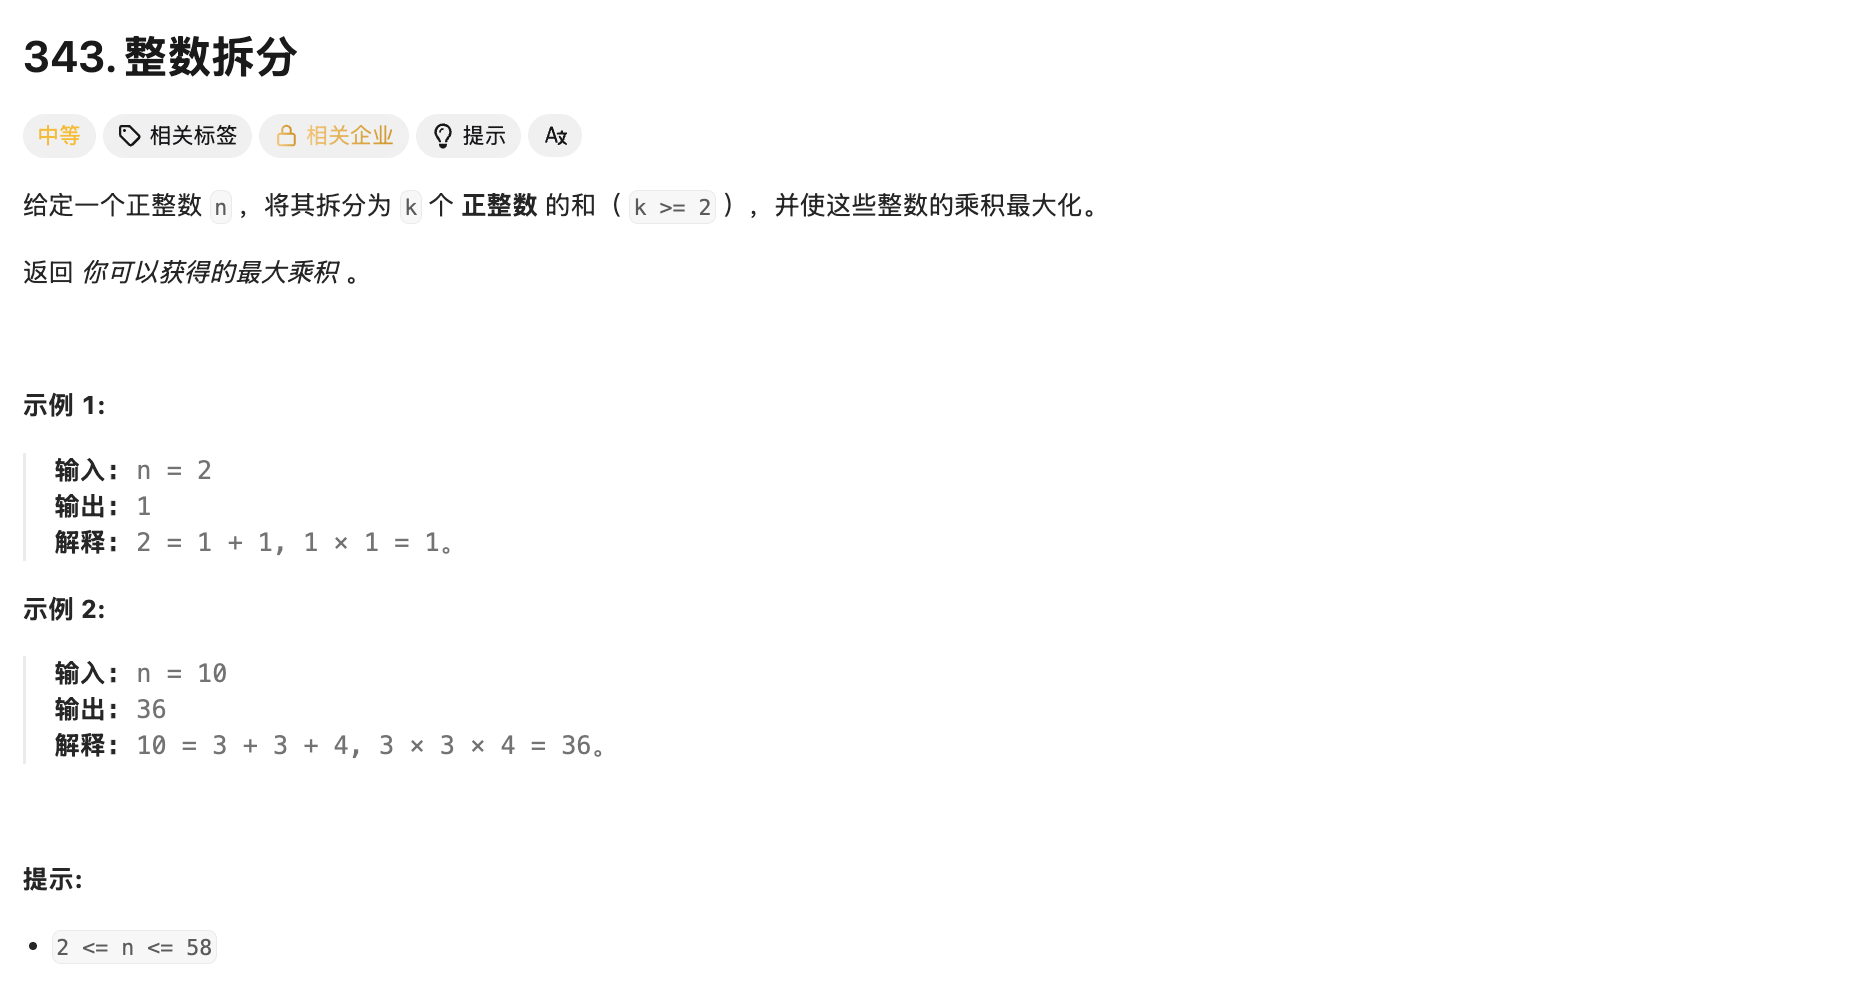 343. 整数拆分
中等 相关标签 相关企业 提示 A文
给定一个正整数 n ，将其拆分为 k 个 正整数 的和（ k >= 2 ），并使这些整数的乘积最大化。
返回 你可以获得的最大乘积 。
示例 1:
输入: n = 2
输出: 1
解释: 2 = 1 + 1, 1 × 1 = 1。
示例 2:
输入: n = 10
输出: 36
解释: 10 = 3 + 3 + 4, 3 × 3 × 4 = 36。
提示:
• 2 <= n <= 58